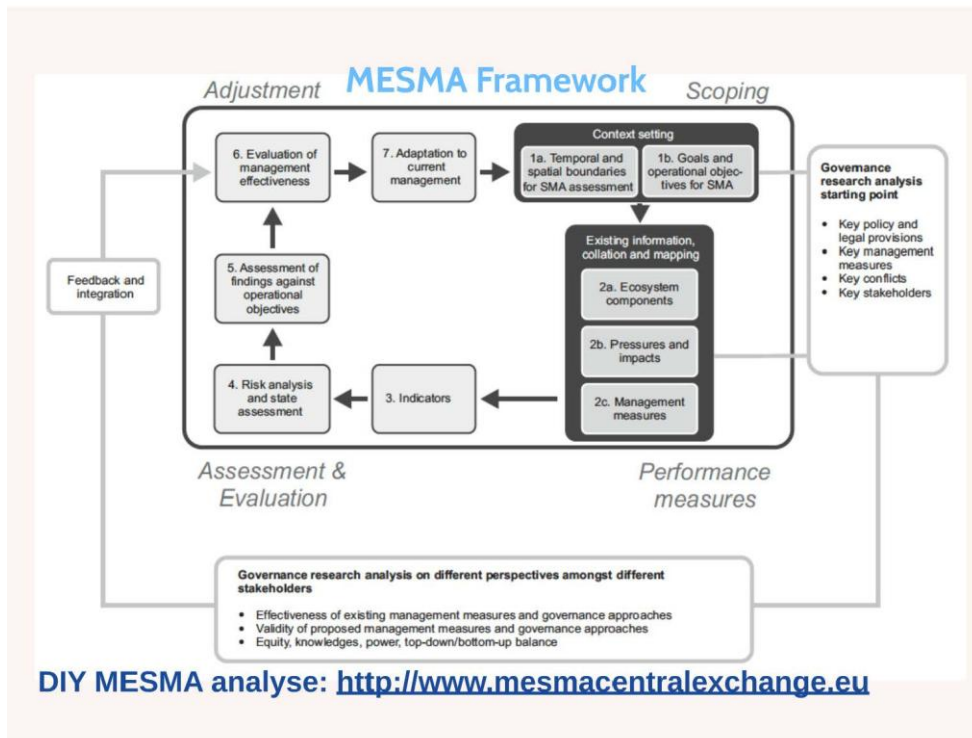 MESMA Framework
Adjustment
Scoping
6. Evaluation of
management
effectiveness
7. Adaptation to
current
management
Context setting
1a. Temporal and
spatial boundaries
for SMA assessment
1b. Goals and
operational objec-
tives for SMA
Governance
research analysis
starting point
• Key policy and
legal provisions
• Key management
measures
• Key conflicts
• Key stakeholders
Existing information,
collation and mapping
2a. Ecosystem
components
2b. Pressures and
impacts
2c. Management
measures
Feedback and
integration
5. Assessment of
findings against
operational
objectives
4. Risk analysis
and state
assessment
3. Indicators
Assessment &
Evaluation
Performance
measures
Governance research analysis on different perspectives amongst different
stakeholders
• Effectiveness of existing management measures and governance approaches
• Validity of proposed management measures and governance approaches
• Equity, knowledges, power, top-down/bottom-up balance
DIY MESMA analyse: http://www.mesmacentralexchange.eu